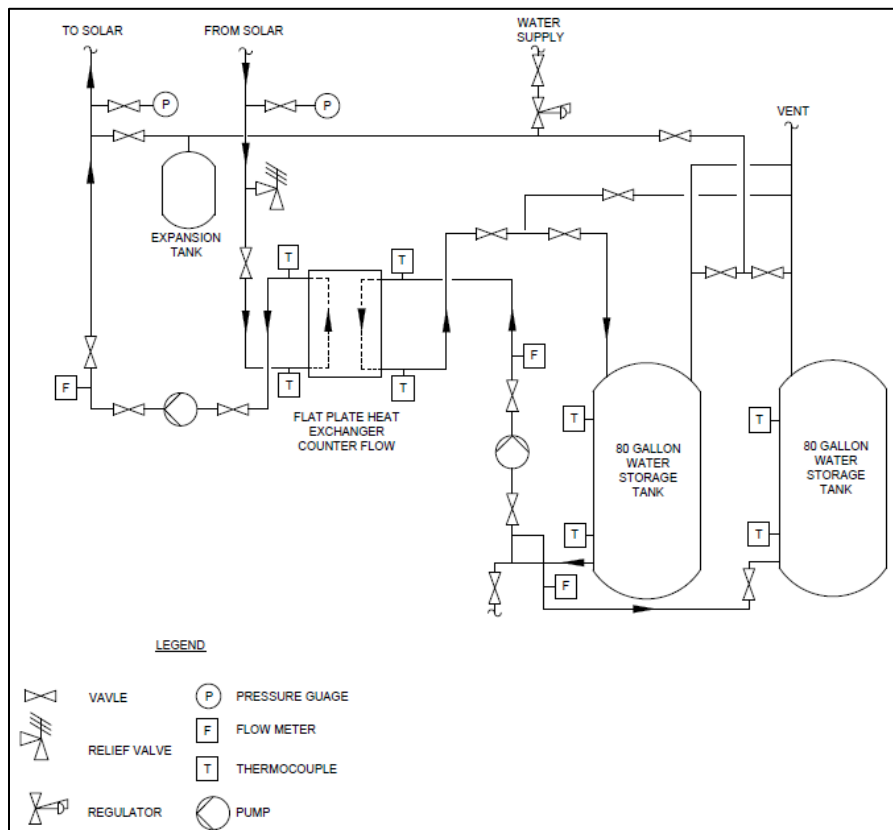 TO SOLAR
FROM SOLAR
WATER
SUPPLY
P
P
VENT
EXPANSION
TANK
T
T
F
F
T
T
FLAT PLATE HEAT
EXCHANGER
COUNTER FLOW
T
80 GALLON
WATER
STORAGE
TANK
T
80 GALLON
WATER
STORAGE
TANK
T
T
F
LEGEND
VAVLE
P
PRESSURE GUAGE
F
FLOW METER
RELIEF VALVE
T
THERMOCOUPLE
REGULATOR
PUMP